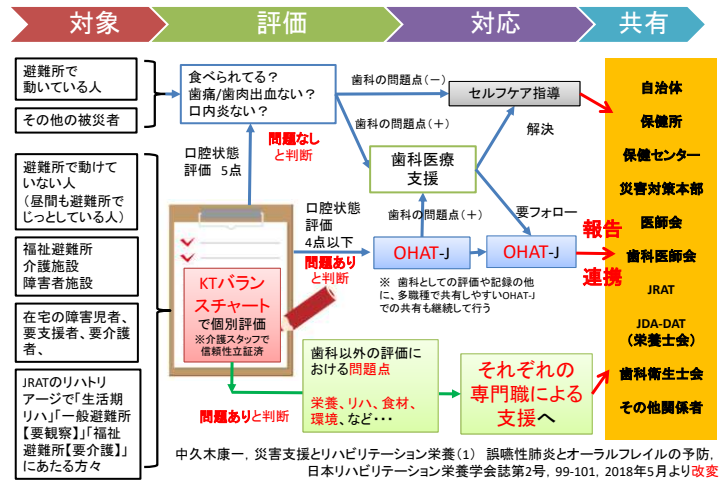 対象
評価
対応
共有
避難所で
動いている人
その他の被災者
避難所で動けて
いない人
（昼間も避難所で
じっとしている人）
福祉避難所
介護施設
障害者施設
在宅の障害児者、
要支援者、要介護
者、
JRATのリハトリ
アージで「生活期
リハ」「一般避難所
【要観察】」「福祉
避難所【要介護】」
にあたる方々
食べられてる？
歯痛/歯肉出血ない？
口内炎ない？
口腔状態
評価 5点
問題なし
と判断
KTバラン
スチャート
で個別評価
※介護スタッフで
信頼性立証済
口腔状態
評価
4点以下
問題あり
と判断
問題ありと判断
歯科の問題点（－）
歯科の問題点（＋）
セルフケア指導
解決
歯科医療
支援
歯科の問題点（＋）
要フォロー
OHAT-J
OHAT-J
※ 歯科としての評価や記録の他
に、多職種で共有しやすいOHAT-J
での共有も継続して行う
歯科以外の評価に
おける問題点
栄養、リハ、食材、
環境、など・・・
それぞれの
専門職による
支援へ
報告
連携
自治体
保健所
保健センター
災害対策本部
医師会
歯科医師会
JRAT
JDA-DAT
（栄養士会）
歯科衛生士会
その他関係者
中久木康一, 災害支援とリハビリテーション栄養（1） 誤嚥性肺炎とオーラルフレイルの予防,
日本リハビリテーション栄養学会誌第2号, 99-101, 2018年5月より改変